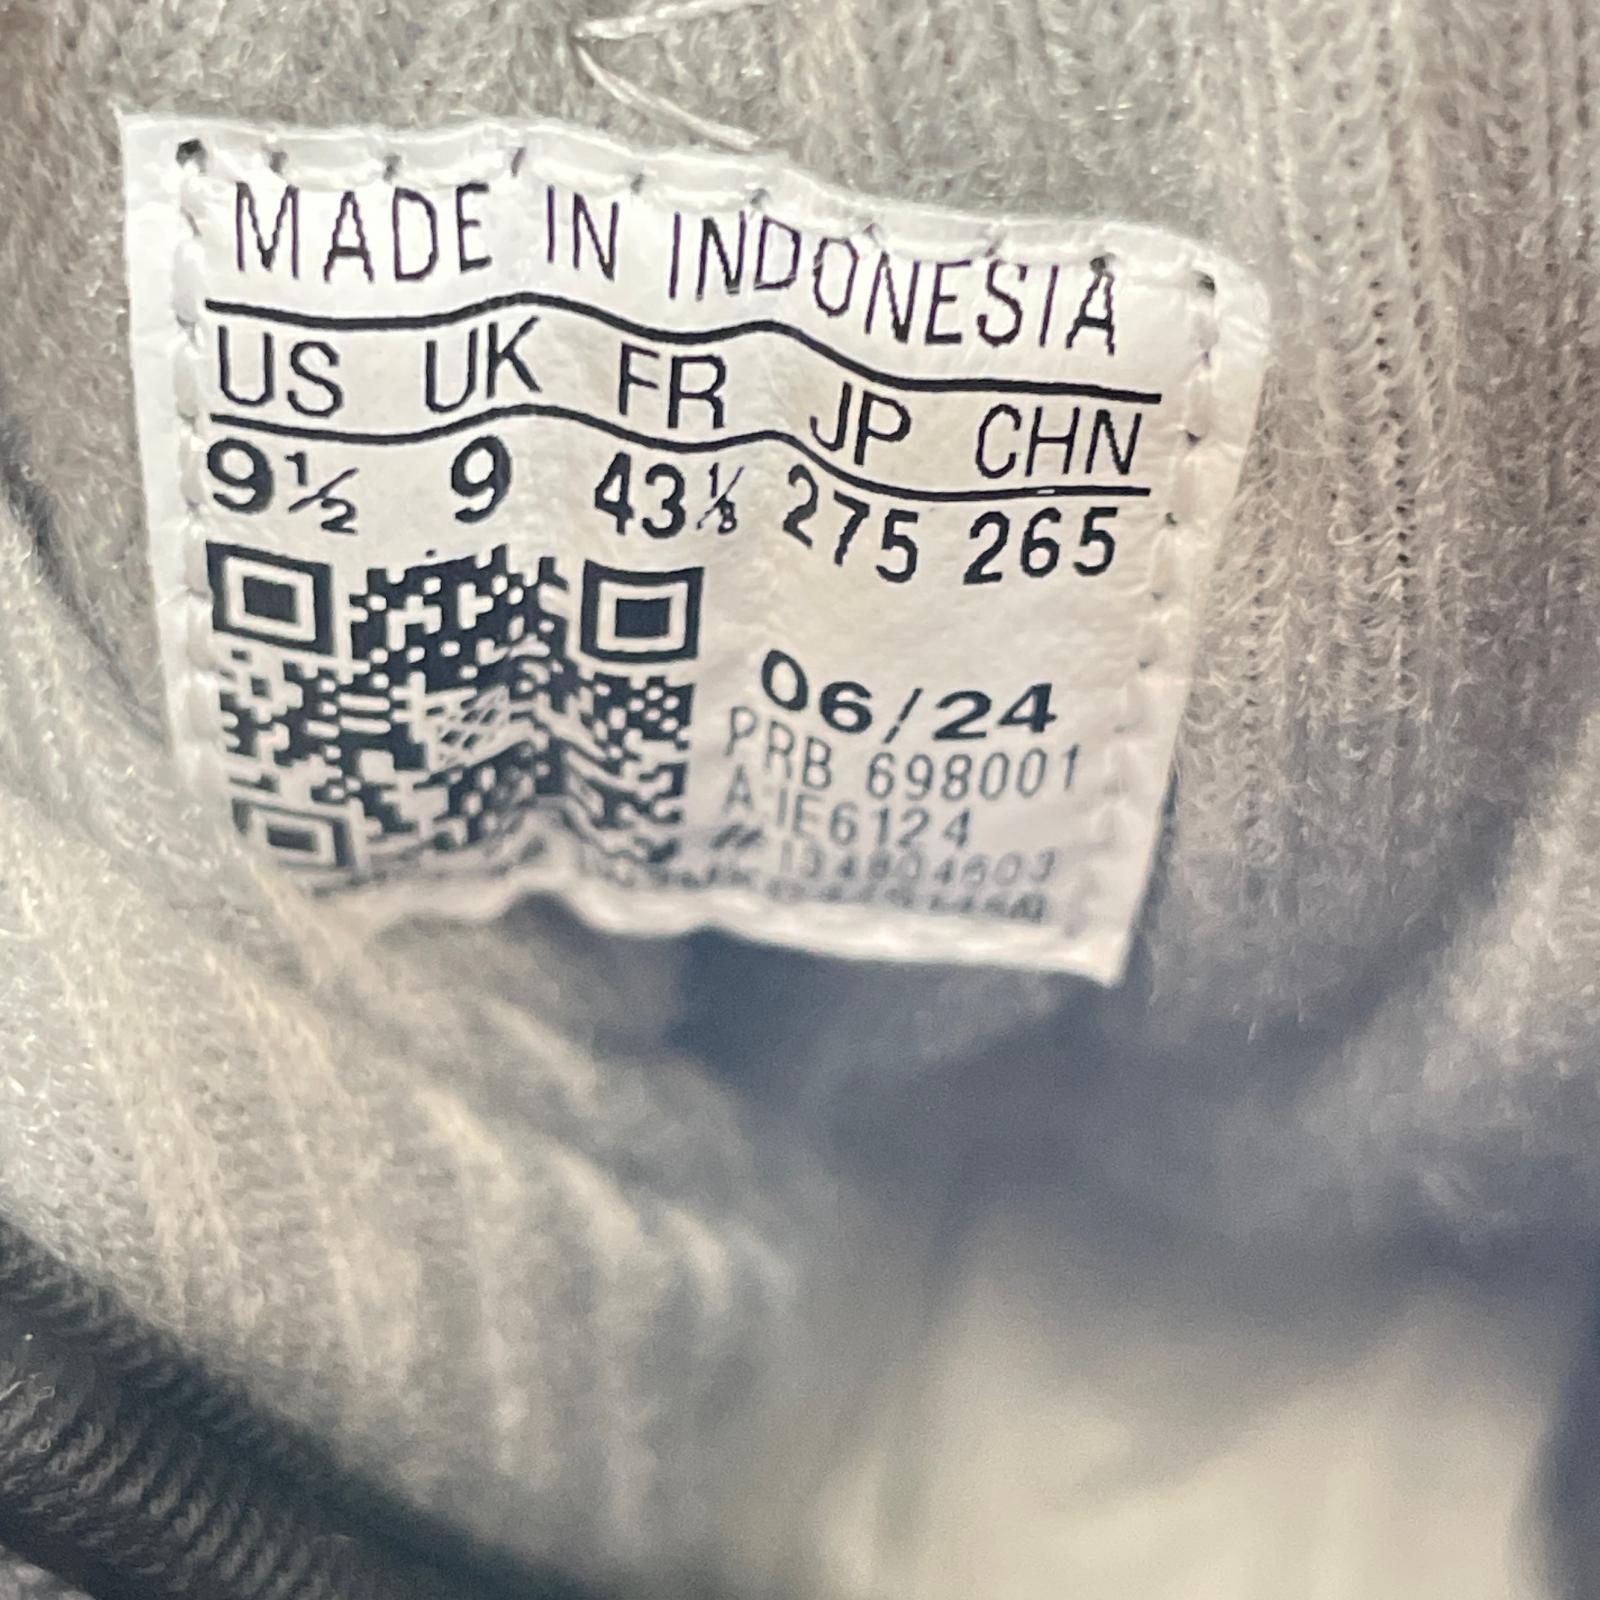 MADE IN INDONESIA
US UK FR JP CHN
9½ 9 43⅓ 275 265
06/24
PRB 698001
A IE6124